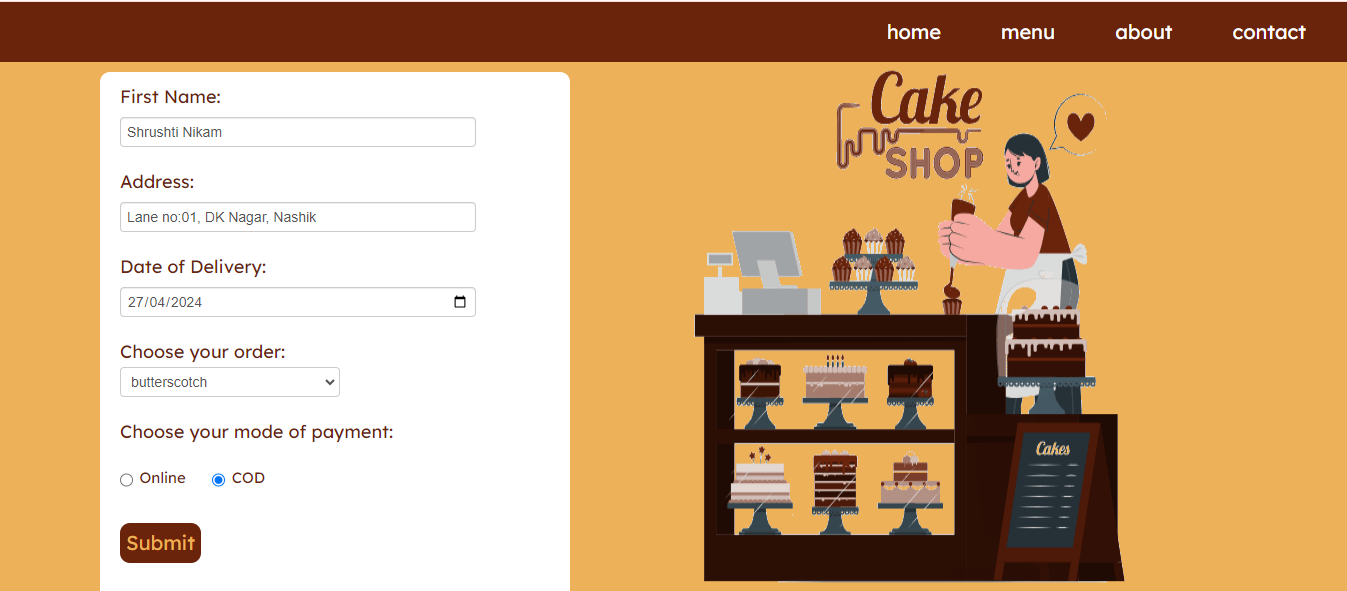 home menu about contact
First Name:
Shrushti Nikam
Address:
Lane no:01, DK Nagar, Nashik
Date of Delivery:
27/04/2024
Choose your order:
butterscotch
Choose your mode of payment:
Online COD
Submit
Cake
SHOP
Cakes